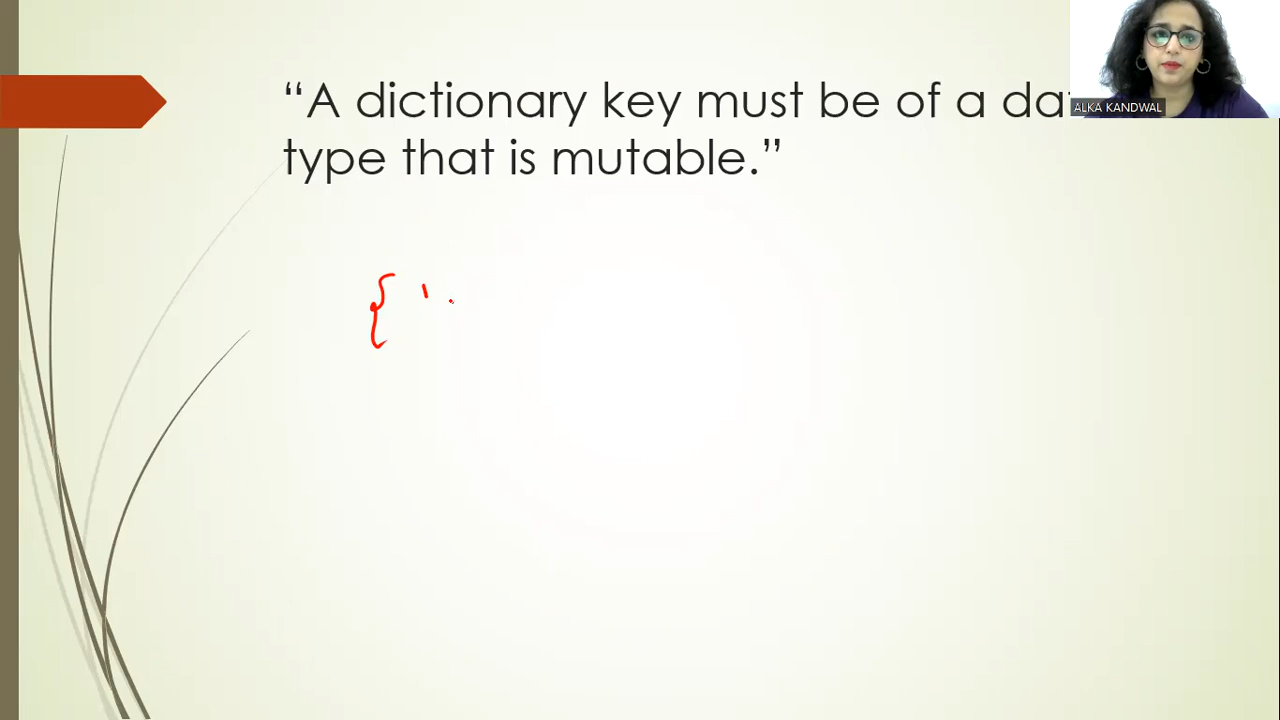 “A dictionary key must be of a da
type that is mutable.”
ALKA KANDWAL
{ '